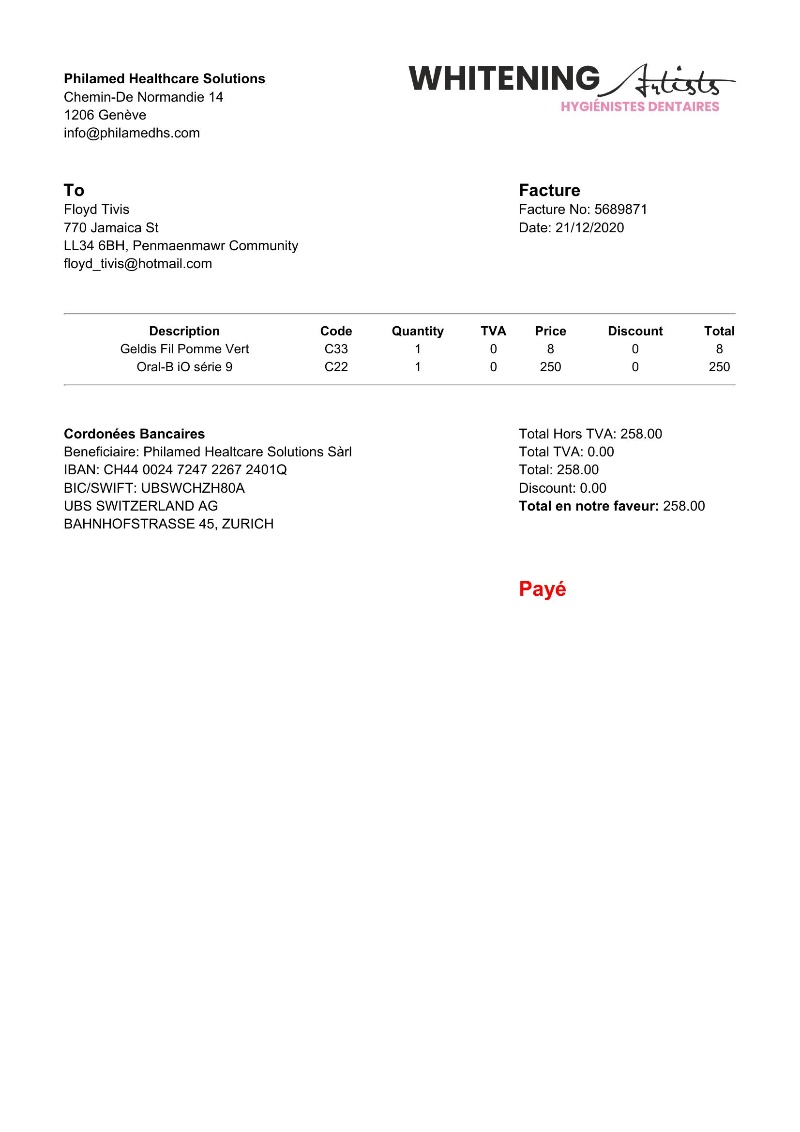 Philamed Healthcare Solutions
Chemin-De Normandie 14
1206 Genève
info@philamedhs.com
WHITENING Artists
HYGIÉNISTES DENTAIRES
To
Floyd Tivis
770 Jamaica St
LL34 6BH, Penmaenmawr Community
floyd_tivis@hotmail.com
Facture
Facture No: 5689871
Date: 21/12/2020
Description Code Quantity TVA Price Discount Total
Geldis Fil Pomme Vert C33 1 0 8 0 8
Oral-B iO série 9 C22 1 0 250 0 250
Cordonées Bancaires
Beneficiaire: Philamed Healtcare Solutions Sàrl
IBAN: CH44 0024 7247 2267 2401Q
BIC/SWIFT: UBSWCHZH80A
UBS SWITZERLAND AG
BAHNHOFSTRASSE 45, ZURICH
Total Hors TVA: 258.00
Total TVA: 0.00
Total: 258.00
Discount: 0.00
Total en notre faveur: 258.00
Payé